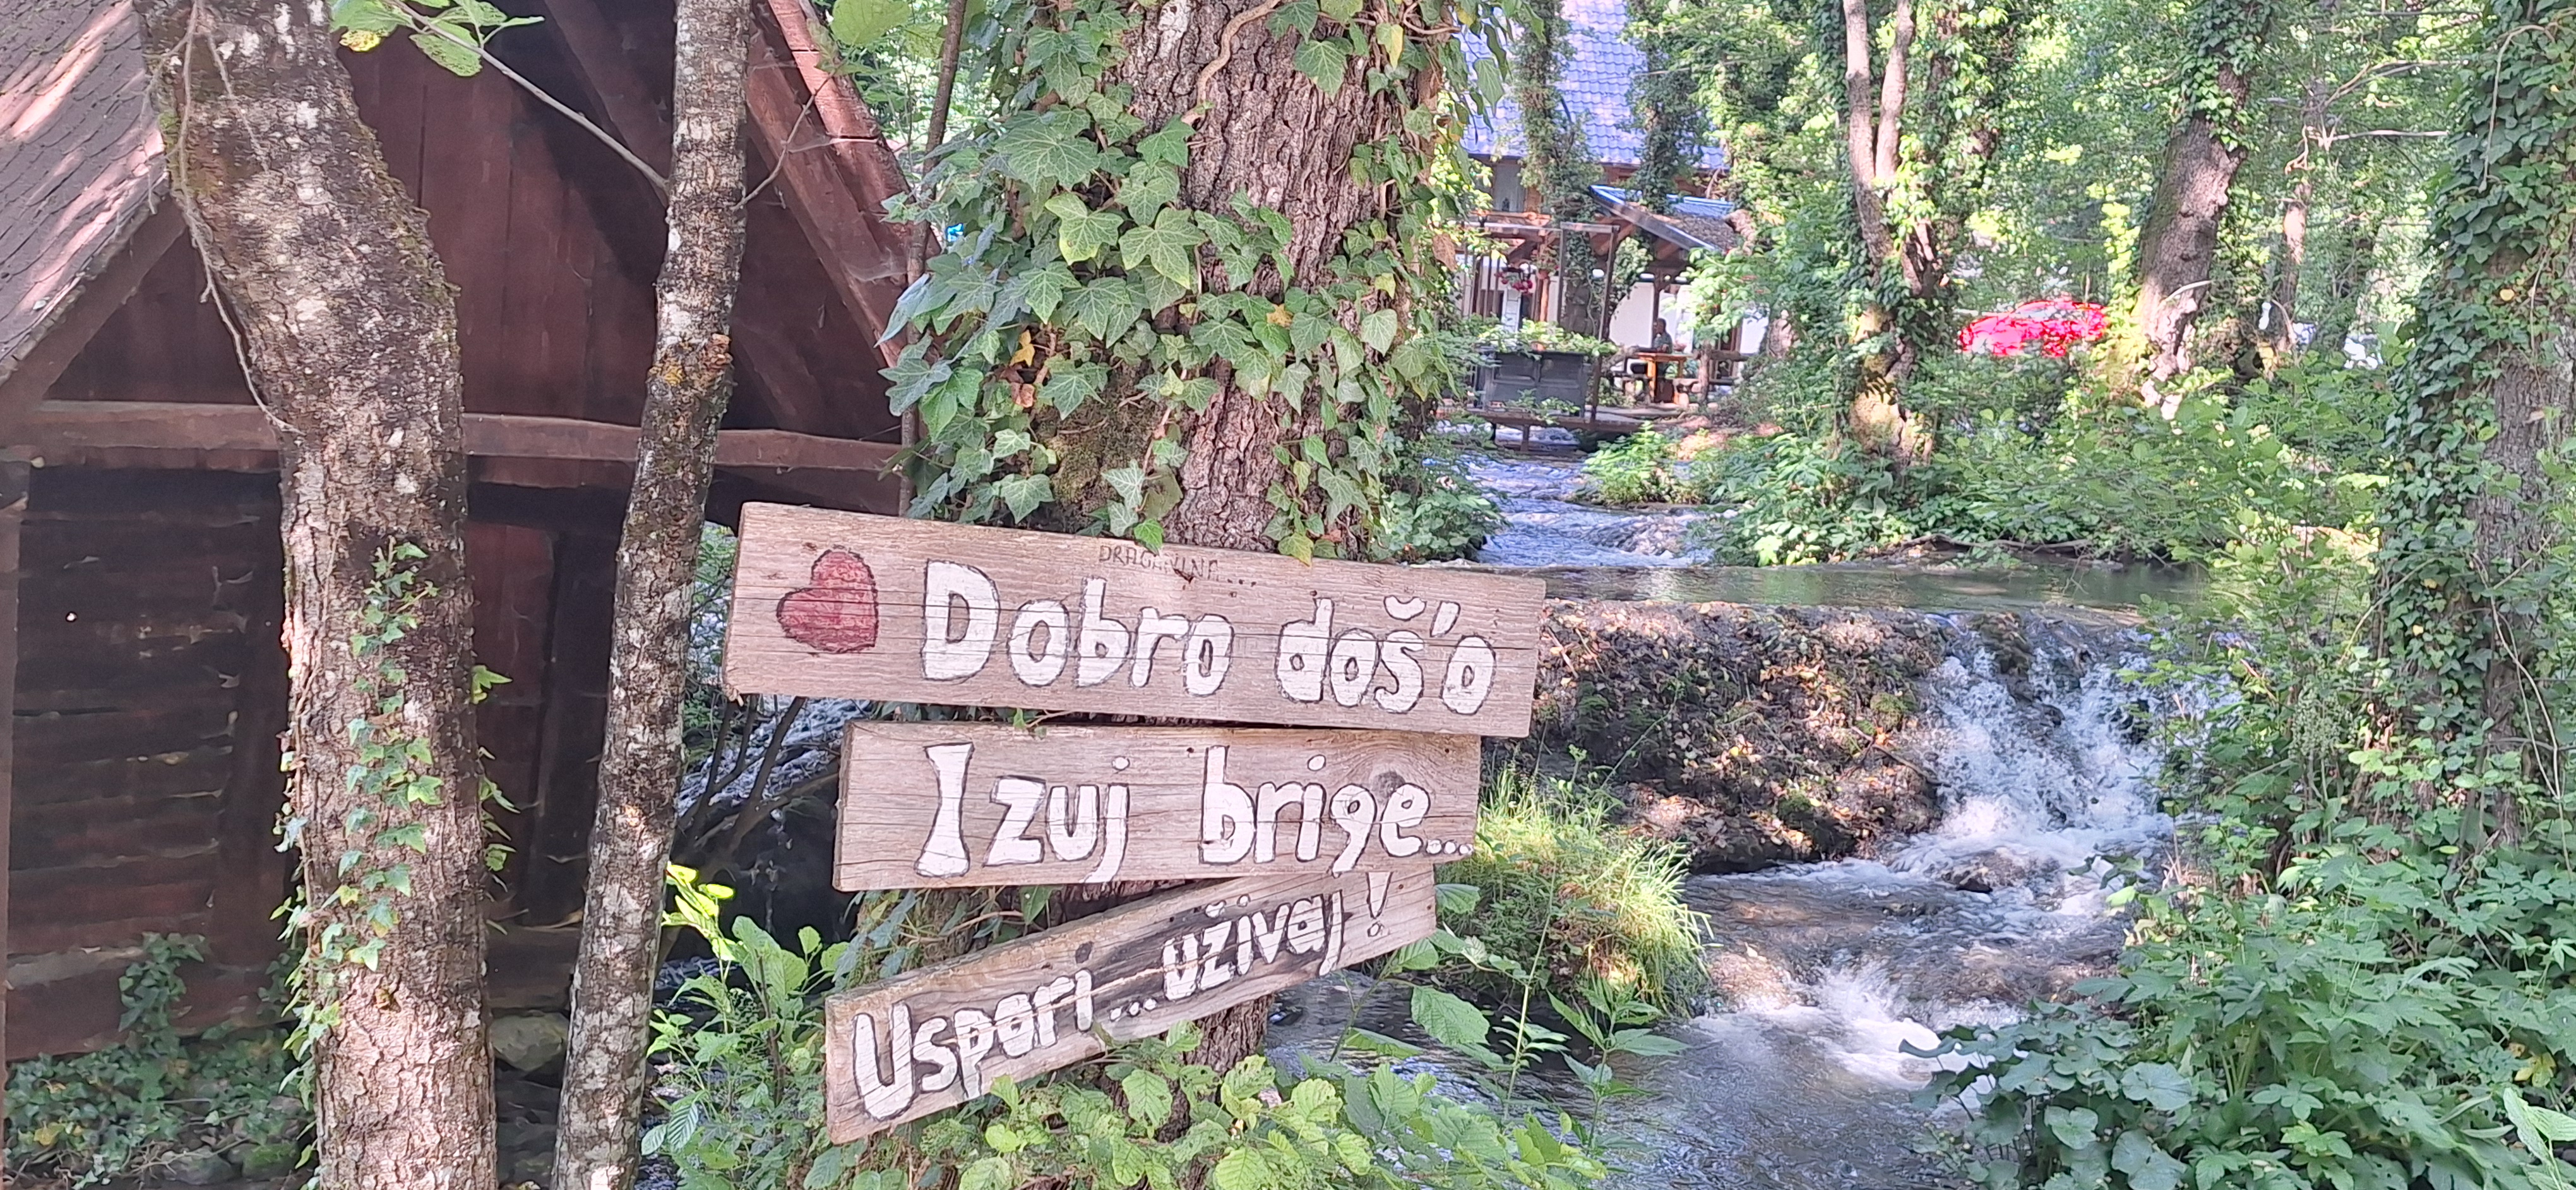 Dobro doš'o
Izuj brige...
Uspori...uživaj!